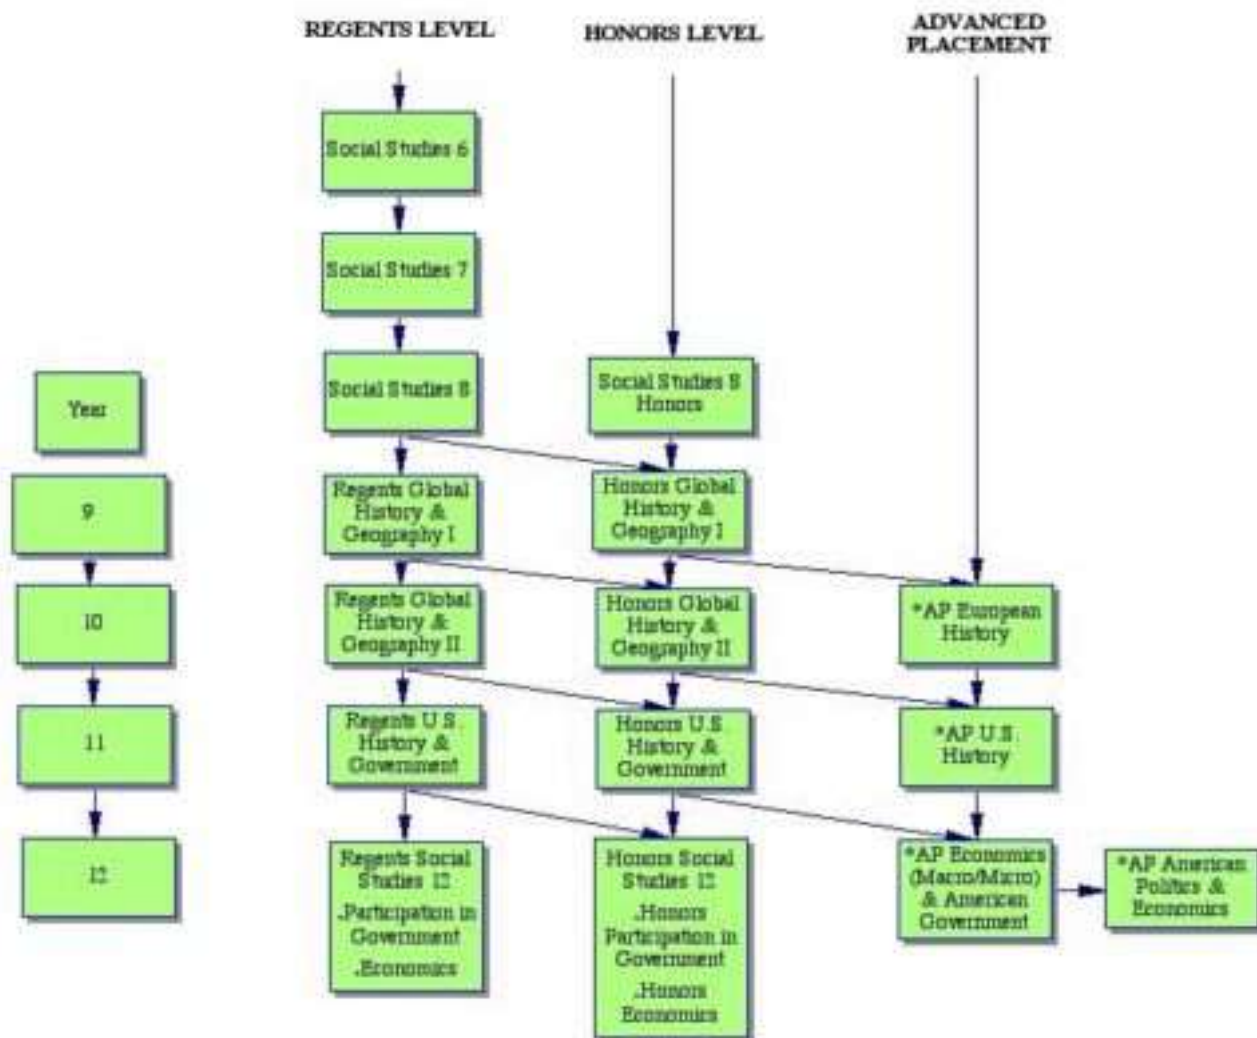 REGENTS LEVEL
HONORS LEVEL
ADVANCED
PLACEMENT
Social Studies 6
Social Studies 7
Social Studies 8
Social Studies 8
Honors
Year
9
10
11
12
Regents Global
History &
Geography I
Honors Global
History &
Geography I
Regents Global
History &
Geography II
Honors Global
History &
Geography II
*AP European
History
Regents U.S.
History &
Government
Honors U.S
History &
Government
*AP U.S.
History
Regents Social
Studies 12
.Participation in
Government
.Economics
Honors Social
Studies 12
.Honors
Participation in
Government
.Honors
Economics
*AP Economics
(Macro/Micro)
& American
Government
*AP American
Politics &
Economics